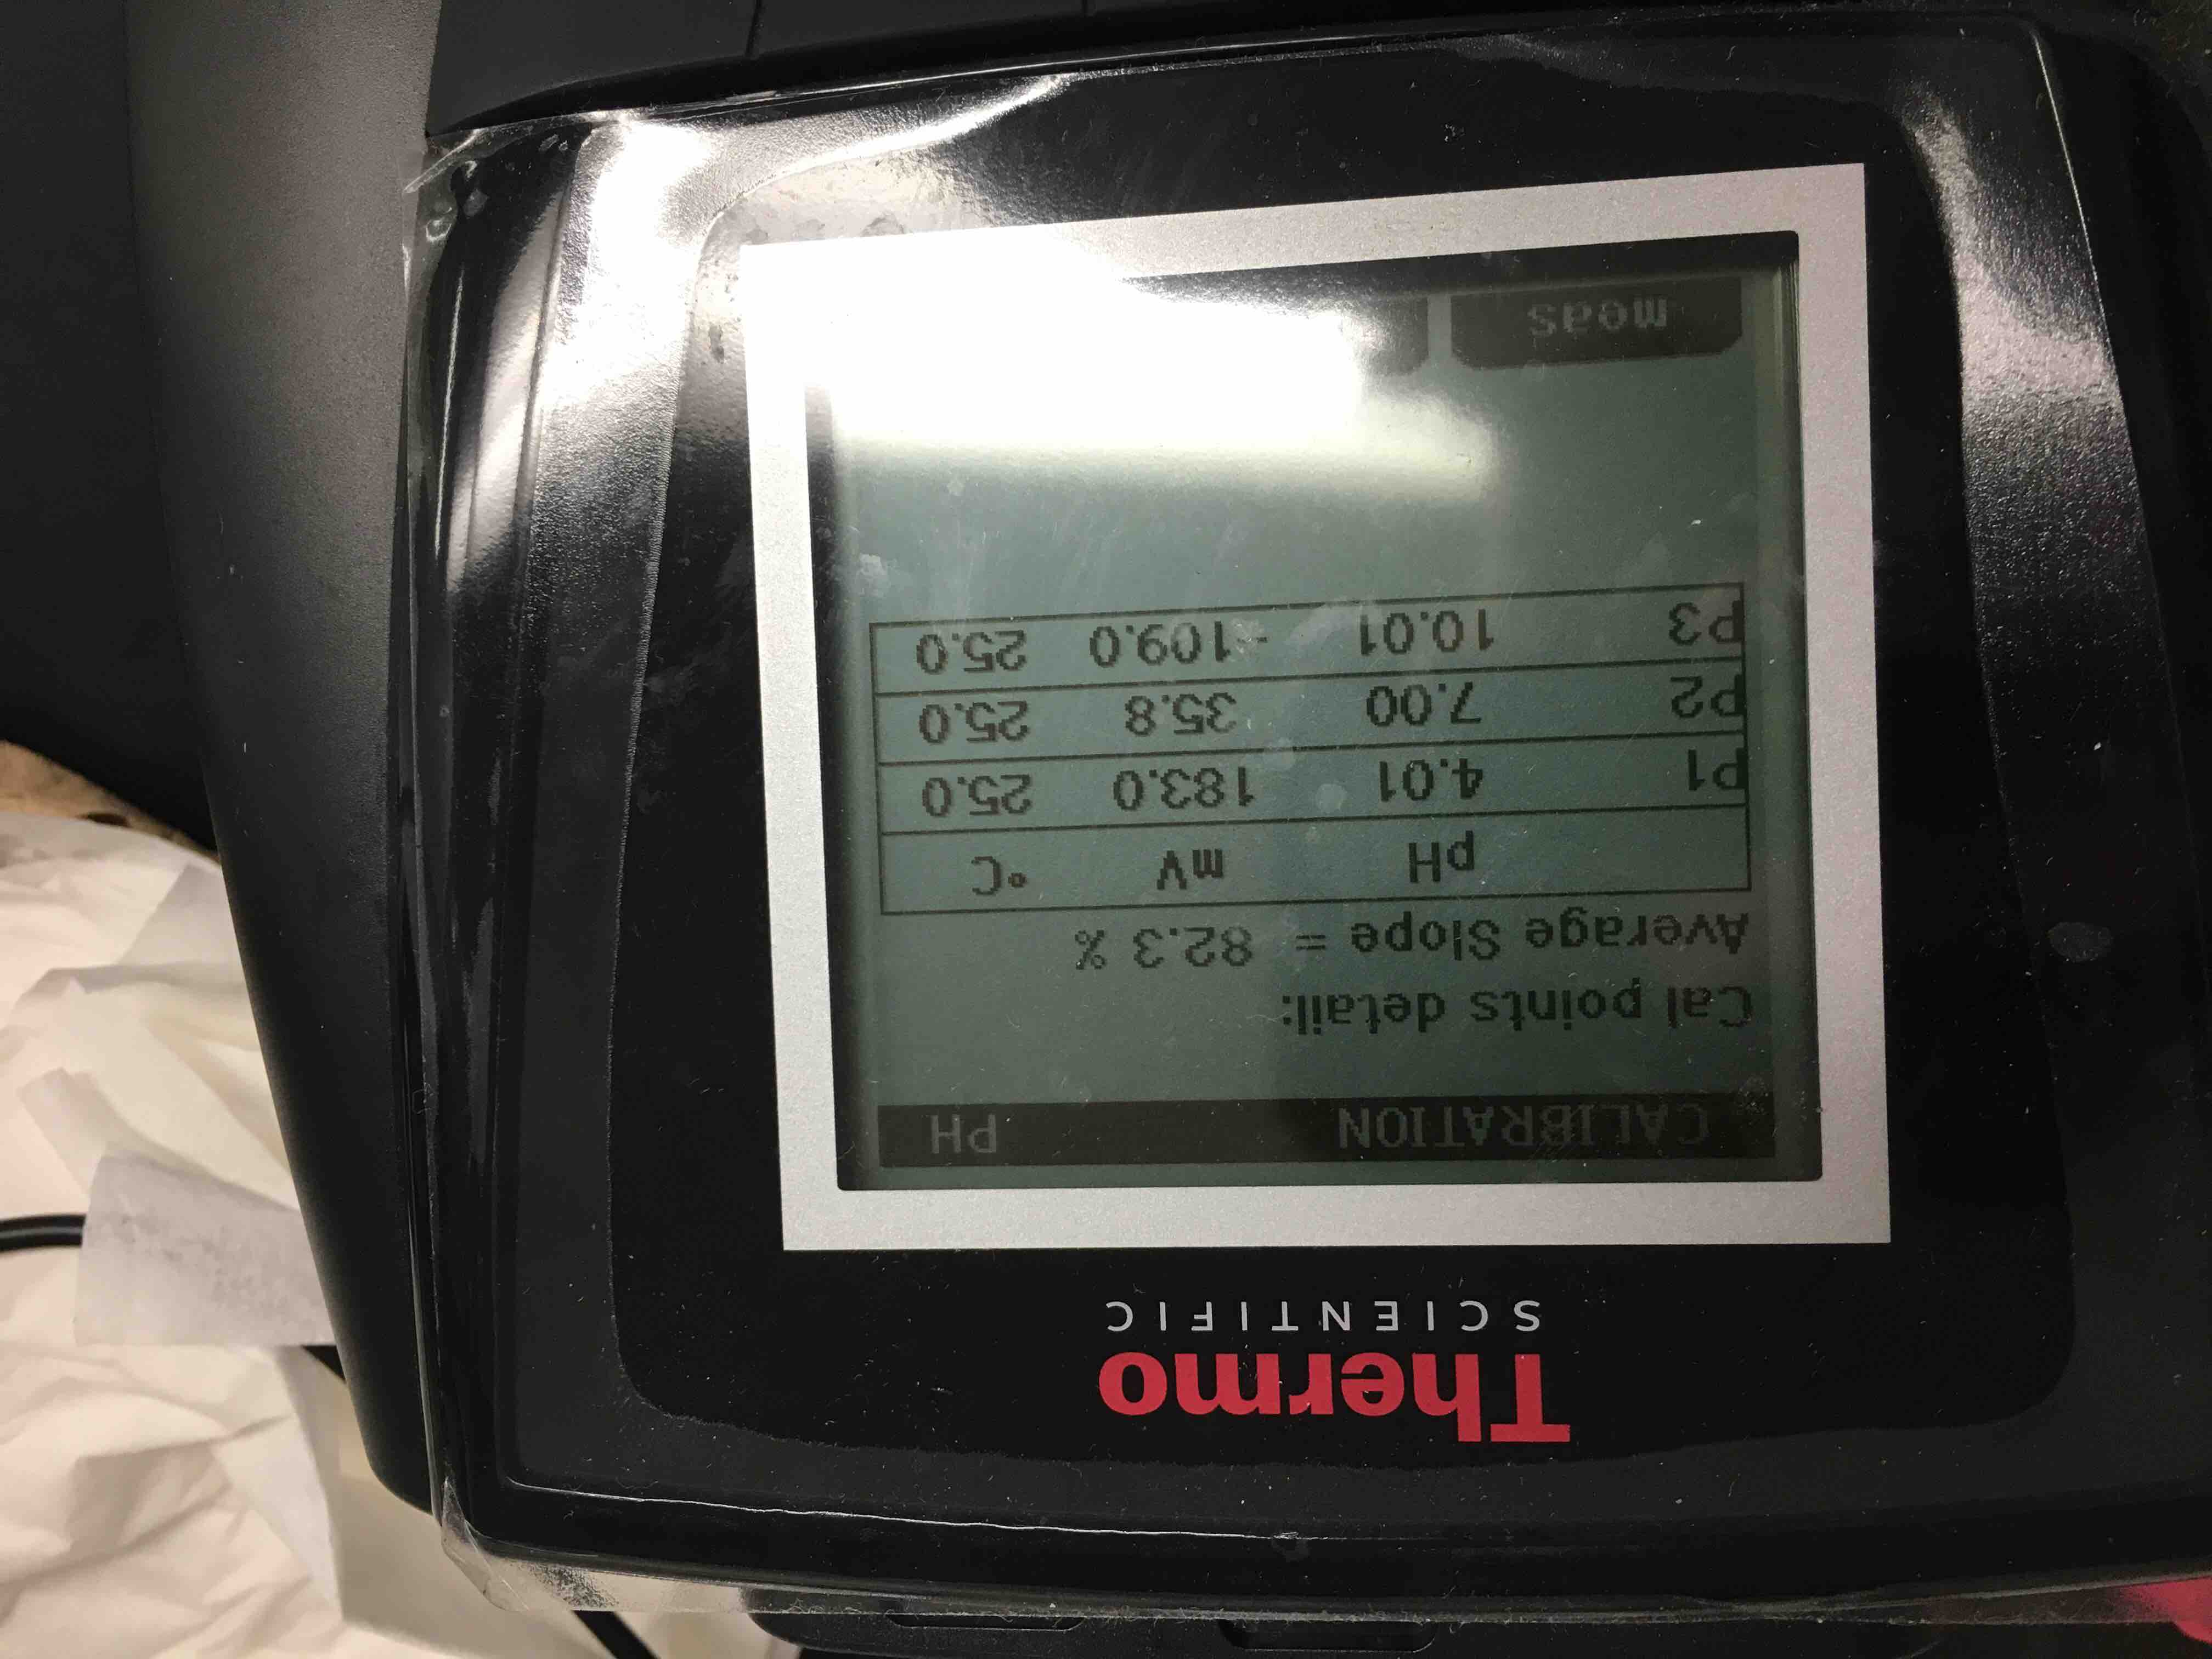 Thermo
SCIENTIFIC
CALIBRATION PH
Cal points detail:
Average Slope = 82.3 %
pH mV °C
P1 4.01 183.0 25.0
P2 7.00 35.8 25.0
P3 10.01 -109.0 25.0
meas